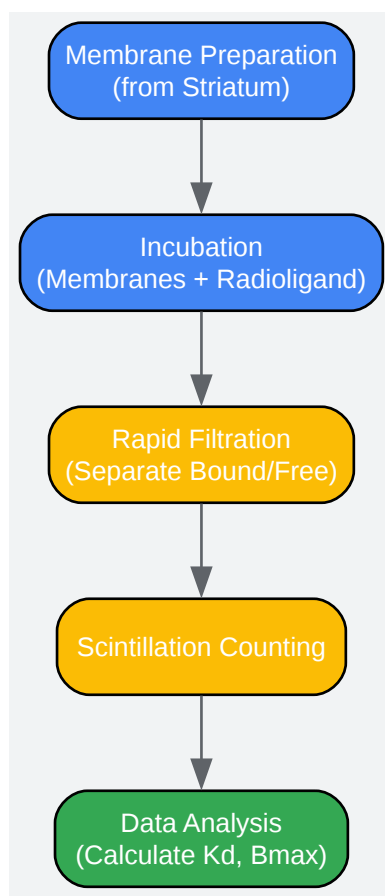 Membrane Preparation
(from Striatum)
Incubation
(Membranes + Radioligand)
Rapid Filtration
(Separate Bound/Free)
Scintillation Counting
Data Analysis
(Calculate Kd, Bmax)